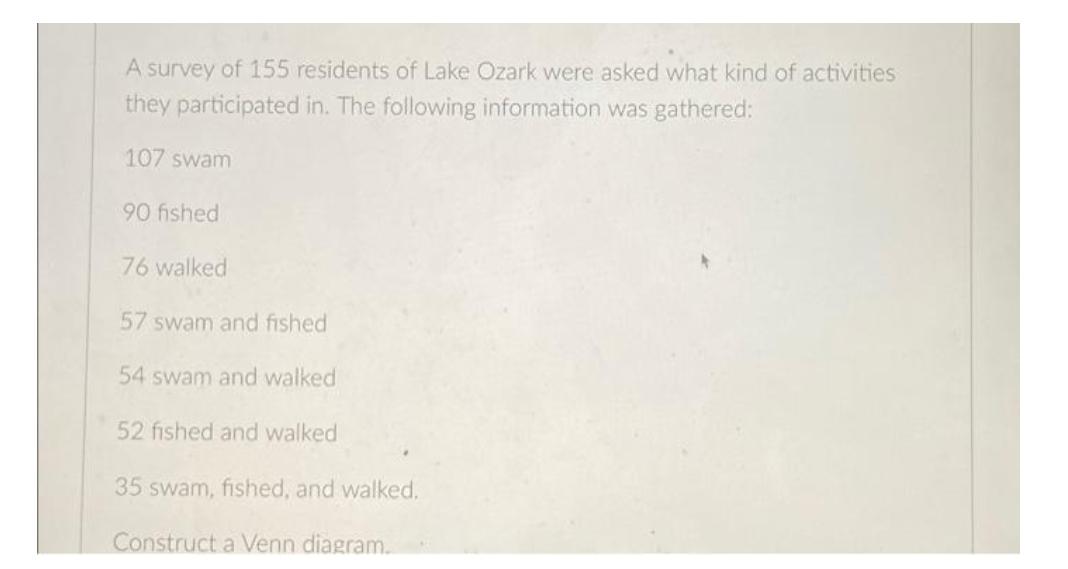 A survey of 155 residents of Lake Ozark were asked what kind of activities
they participated in. The following information was gathered:
107 swam
90 fished
76 walked
57 swam and fished
54 swam and walked
52 fished and walked
35 swam, fished, and walked.
Construct a Venn diagram.